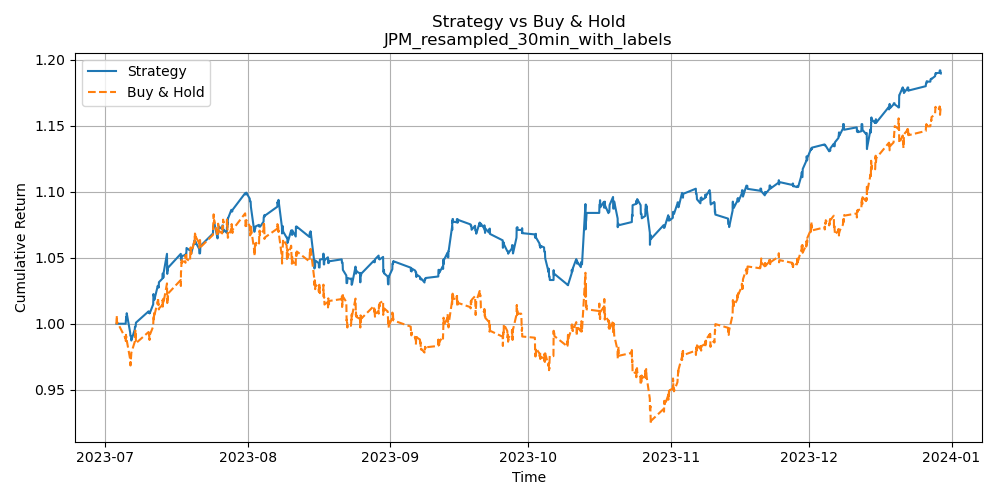 Strategy vs Buy & Hold
JPM_resampled_30min_with_labels
Strategy
Buy & Hold
Cumulative Return
1.20
1.15
1.10
1.05
1.00
0.95
2023-07
2023-08
2023-09
2023-10
2023-11
2023-12
2024-01
Time